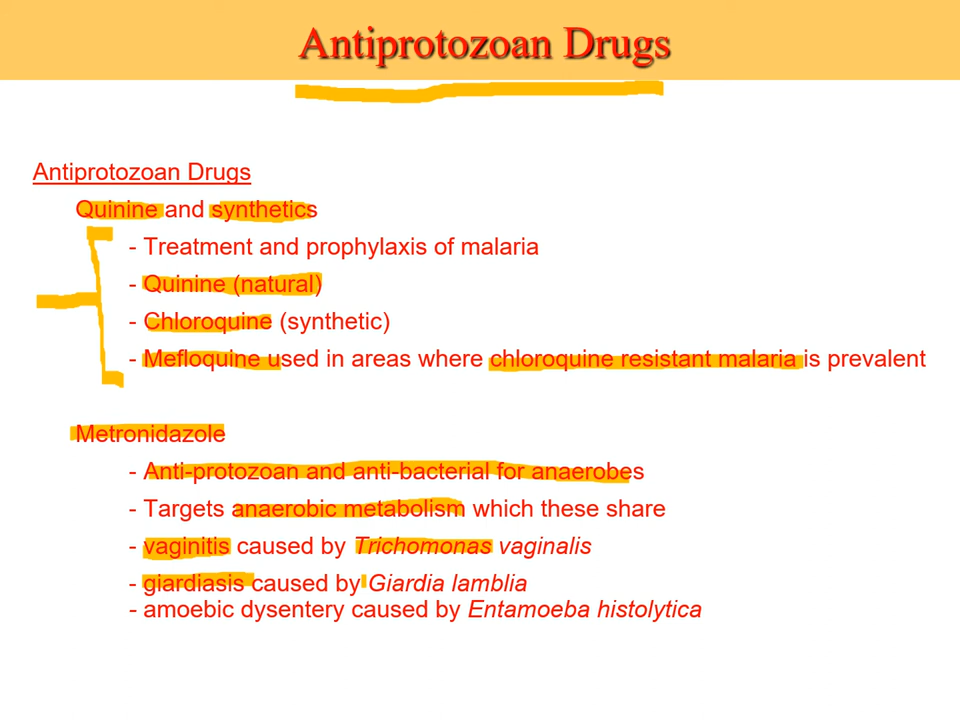 Antiprotozoan Drugs
Antiprotozoan Drugs
Quinine and synthetics
- Treatment and prophylaxis of malaria
- Quinine (natural)
- Chloroquine (synthetic)
- Mefloquine used in areas where chloroquine resistant malaria is prevalent
Metronidazole
- Anti-protozoan and anti-bacterial for anaerobes
- Targets anaerobic metabolism which these share
- vaginitis caused by Trichomonas vaginalis
- giardiasis caused by Giardia lamblia
- amoebic dysentery caused by Entamoeba histolytica